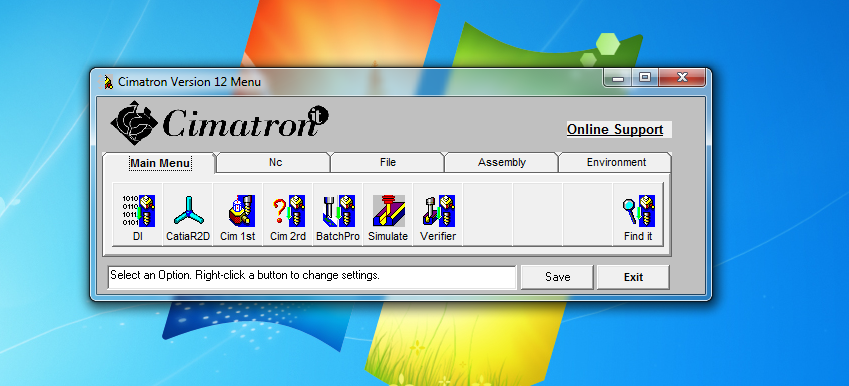 Cimatron Version 12 Menu
Cimatron it
Online Support
Main Menu Nc File Assembly Environment
1010
0110
1011
0101
DI CatiaR2D Cim 1st Cim 2rd BatchPro Simulate Verifier Find it
Select an Option. Right-click a button to change settings. Save Exit